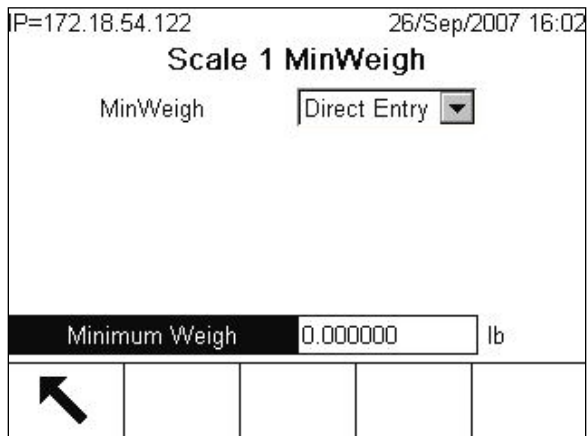 IP=172.18.54.122 26/Sep/2007 16:02
Scale 1 MinWeigh
MinWeigh Direct Entry
Minimum Weigh 0.000000 lb